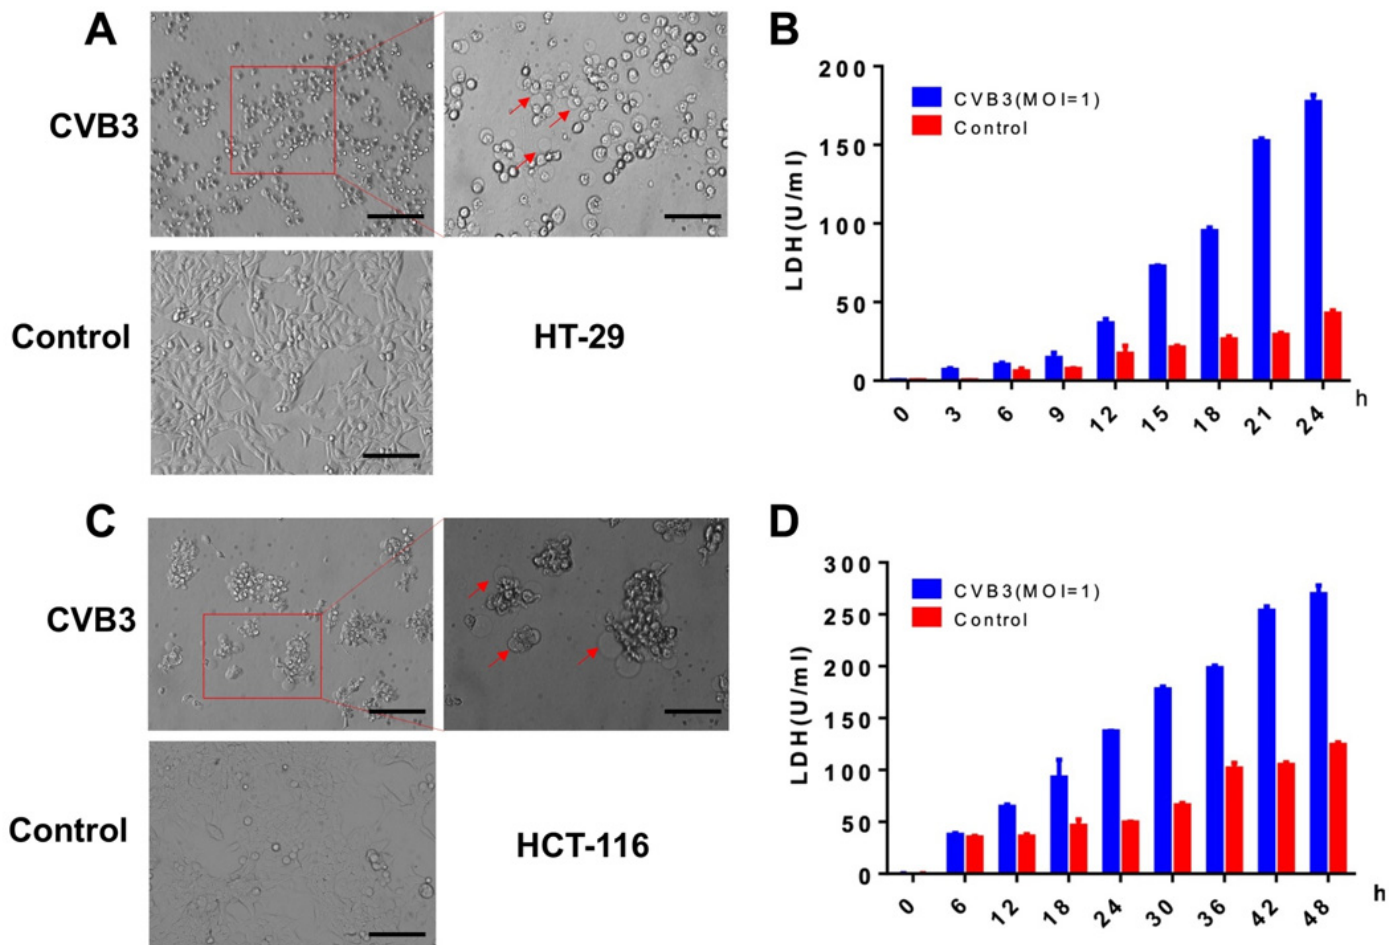 A
CVB3
Control
HT-29
B
LDH(U/ml)
200
150
100
50
0
CVB3(MOI=1)
Control
0 3 6 9 12 15 18 21 24 h
C
CVB3
Control
HCT-116
D
LDH(U/ml)
300
250
200
150
100
50
0
CVB3(MOI=1)
Control
0 6 12 18 24 30 36 42 48 h